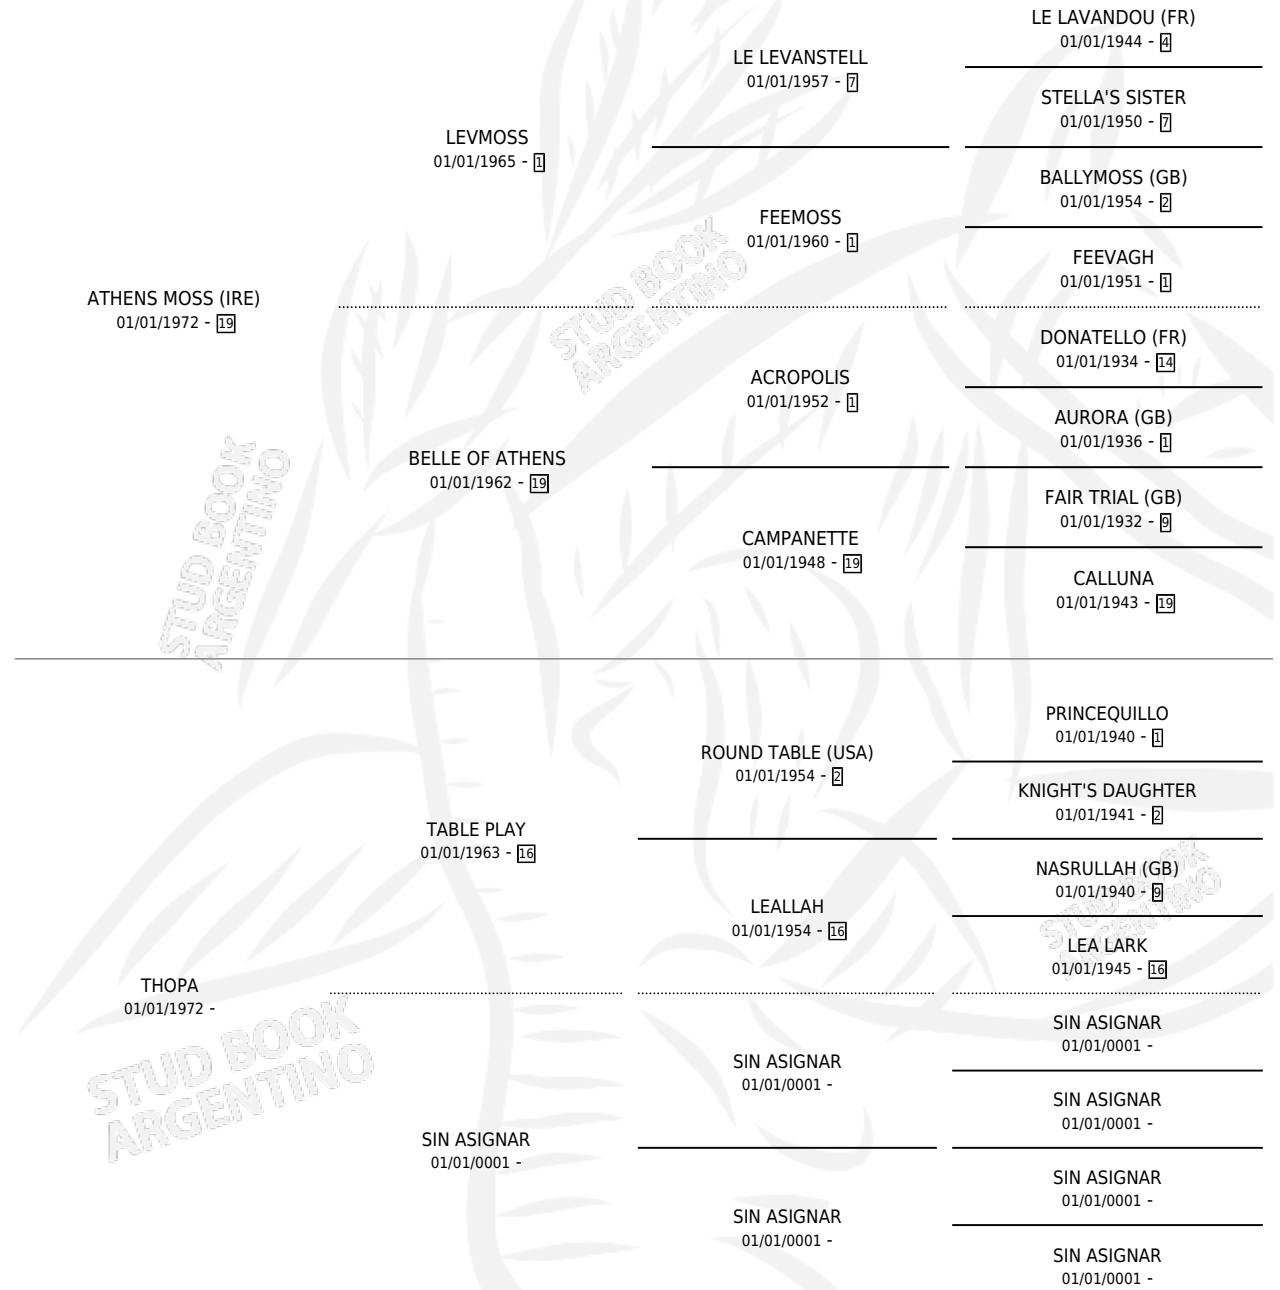 LE LAVANDOU (FR)
01/01/1944 - 4
LE LEVANSTELL
01/01/1957 - 7
STELLA'S SISTER
01/01/1950 - 7
LEVMOSS
01/01/1965 - 1
BALLYMOSS (GB)
01/01/1954 - 2
FEEMOSS
01/01/1960 - 1
FEEVAGH
01/01/1951 - 1
ATHENS MOSS (IRE)
01/01/1972 - 19
DONATELLO (FR)
01/01/1934 - 14
ACROPOLIS
01/01/1952 - 1
AURORA (GB)
01/01/1936 - 1
BELLE OF ATHENS
01/01/1962 - 19
FAIR TRIAL (GB)
01/01/1932 - 9
CAMPANETTE
01/01/1948 - 19
CALLUNA
01/01/1943 - 19
PRINCEQUILLO
01/01/1940 - 1
ROUND TABLE (USA)
01/01/1954 - 2
KNIGHT'S DAUGHTER
01/01/1941 - 2
TABLE PLAY
01/01/1963 - 16
NASRULLAH (GB)
01/01/1940 - 9
LEALLAH
01/01/1954 - 16
LEA LARK
01/01/1945 - 16
THOPA
01/01/1972 -
SIN ASIGNAR
01/01/0001 -
SIN ASIGNAR
01/01/0001 -
SIN ASIGNAR
01/01/0001 -
SIN ASIGNAR
01/01/0001 -
SIN ASIGNAR
01/01/0001 -
SIN ASIGNAR
01/01/0001 -
SIN ASIGNAR
01/01/0001 -
STUD BOOK
ARGENTINO
STUD BOOK
ARGENTINO
STUD BOOK
ARGENTINO
STUD BOOK
ARGENTINO